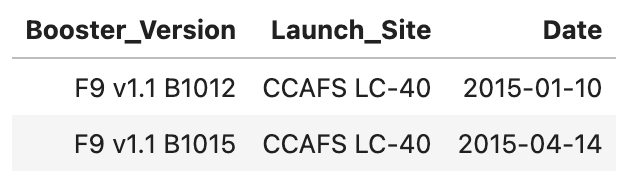 Booster_Version Launch_Site Date
F9 v1.1 B1012 CCAFS LC-40 2015-01-10
F9 v1.1 B1015 CCAFS LC-40 2015-04-14